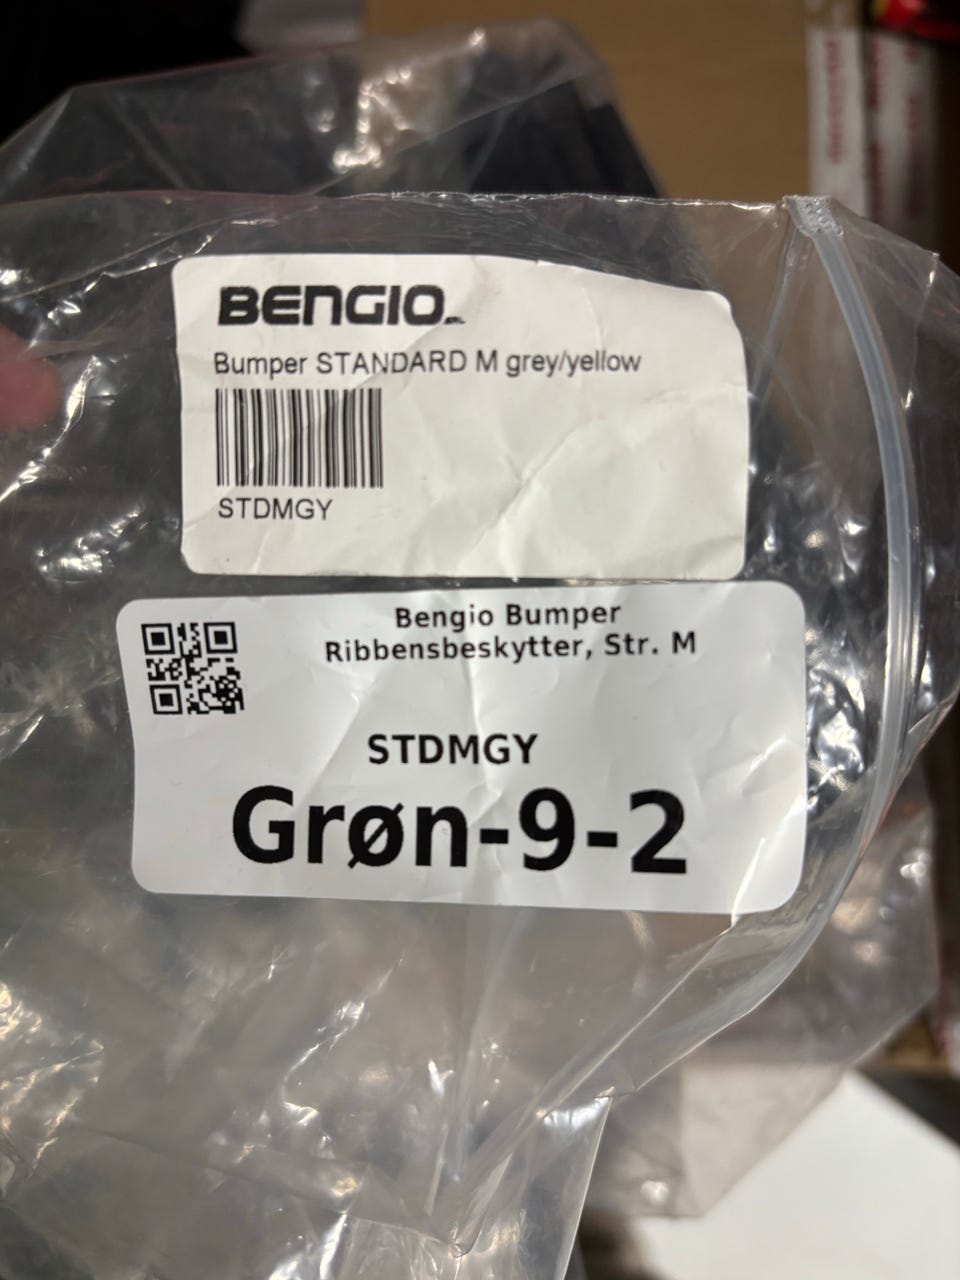 BENGIO
Bumper STANDARD M grey/yellow
STDMGY
Bengio Bumper
Ribbensbeskytter, Str. M
STDMGY
Grøn-9-2